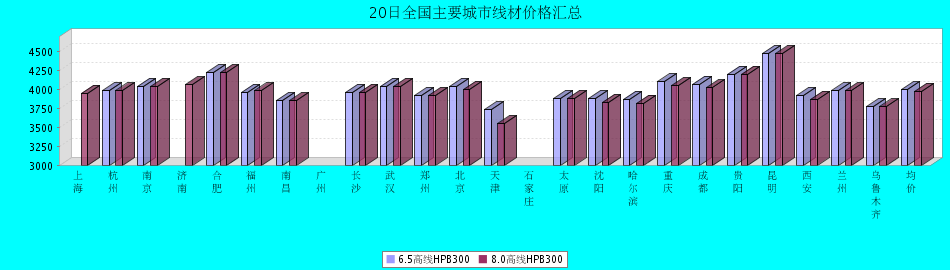 20日全国主要城市线材价格汇总
4500
4250
4000
3750
3500
3250
3000
上海
杭州
南京
济南
合肥
福州
南昌
广州
长沙
武汉
郑州
北京
天津
石家庄
太原
沈阳
哈尔滨
重庆
成都
贵阳
昆明
西安
兰州
乌鲁木齐
均价
6.5高线HPB300 8.0高线HPB300